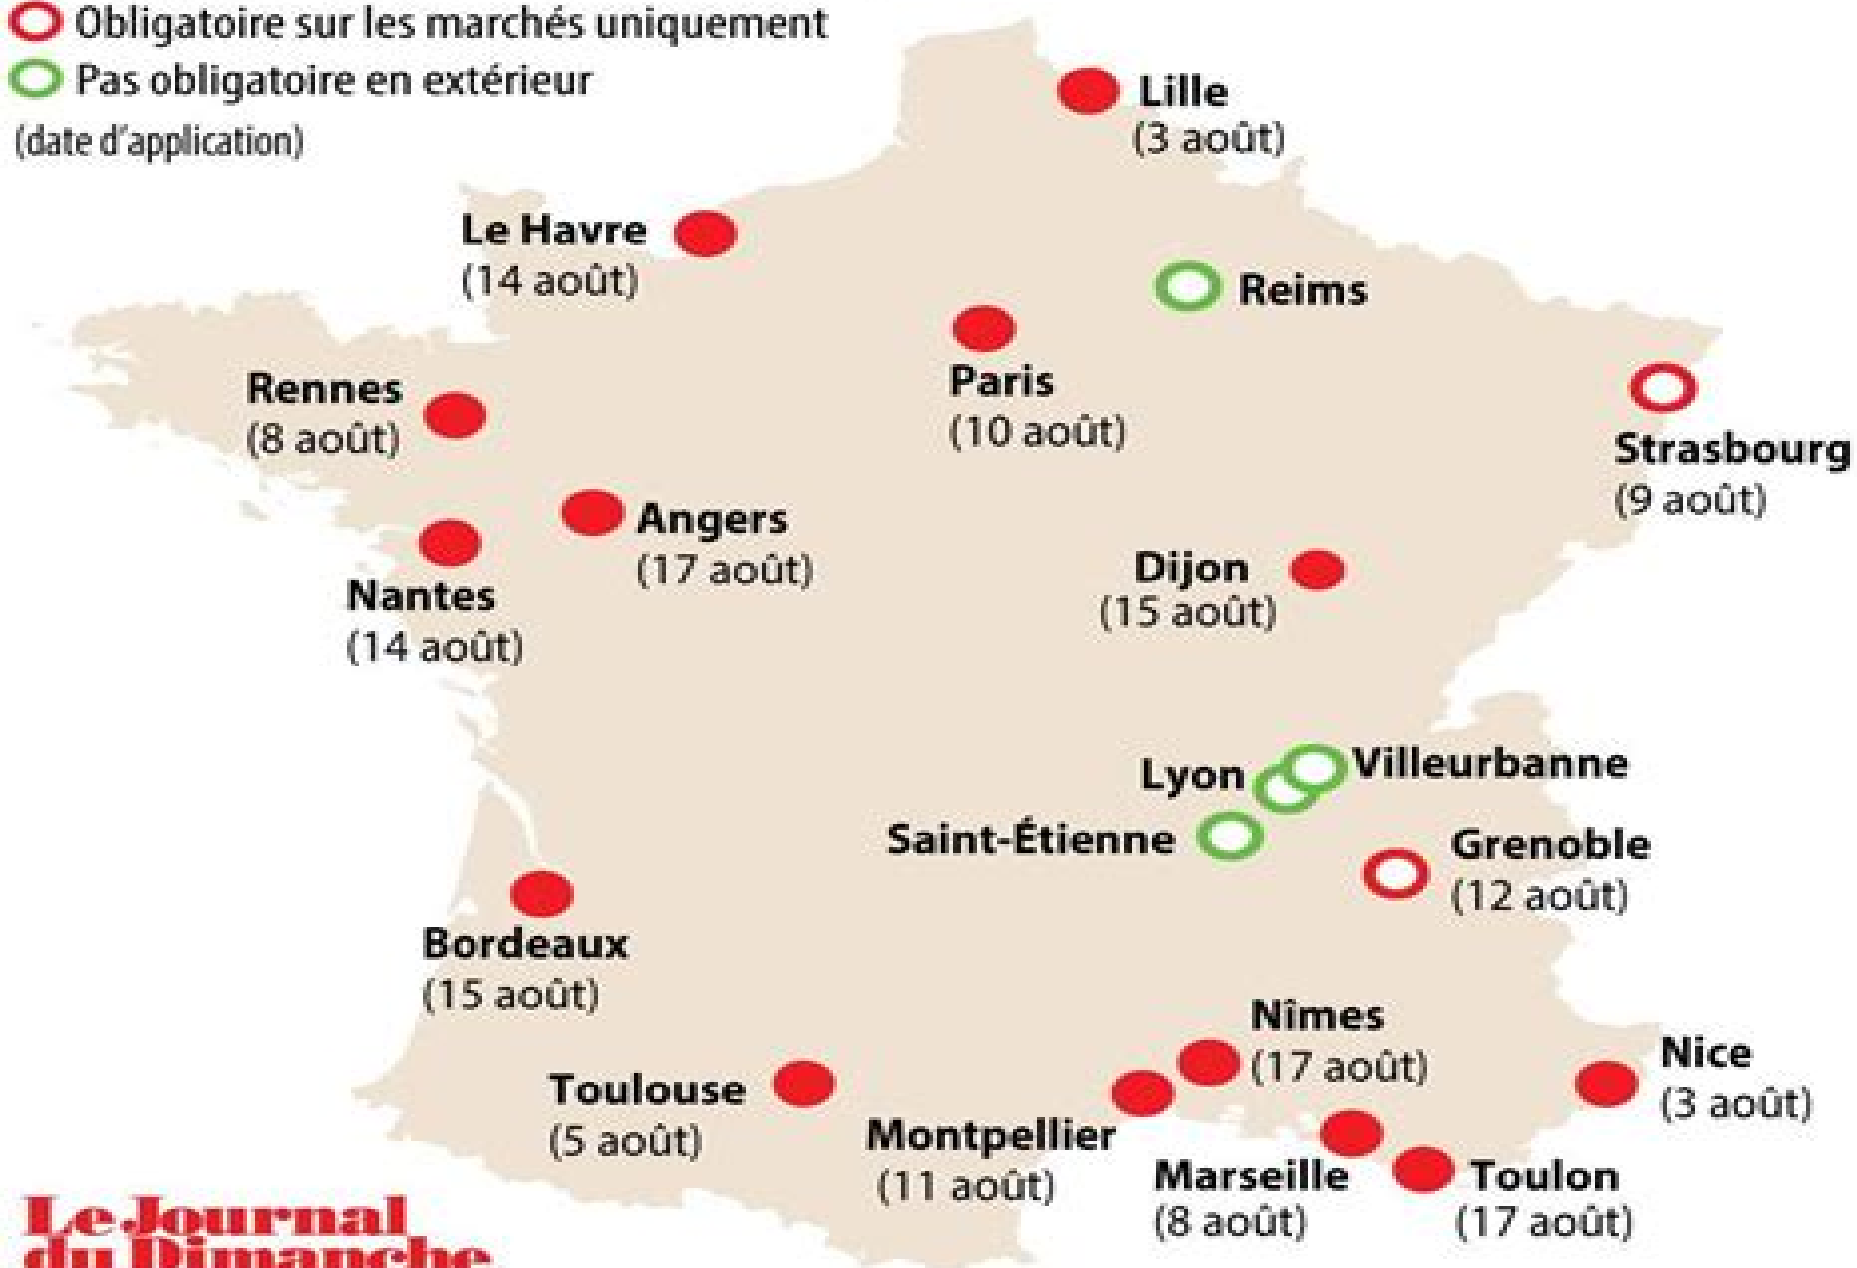 Obligatoire sur les marchés uniquement
Pas obligatoire en extérieur
(date d'application)
Lille
(3 août)
Le Havre
(14 août)
Reims
Paris
(10 août)
Rennes
(8 août)
Strasbourg
(9 août)
Angers
(17 août)
Nantes
(14 août)
Dijon
(15 août)
Lyon
Villeurbanne
Saint-Étienne
Grenoble
(12 août)
Bordeaux
(15 août)
Nîmes
(17 août)
Nice
(3 août)
Toulouse
(5 août)
Montpellier
(11 août)
Marseille
(8 août)
Toulon
(17 août)
Le Journal
du Dimanche